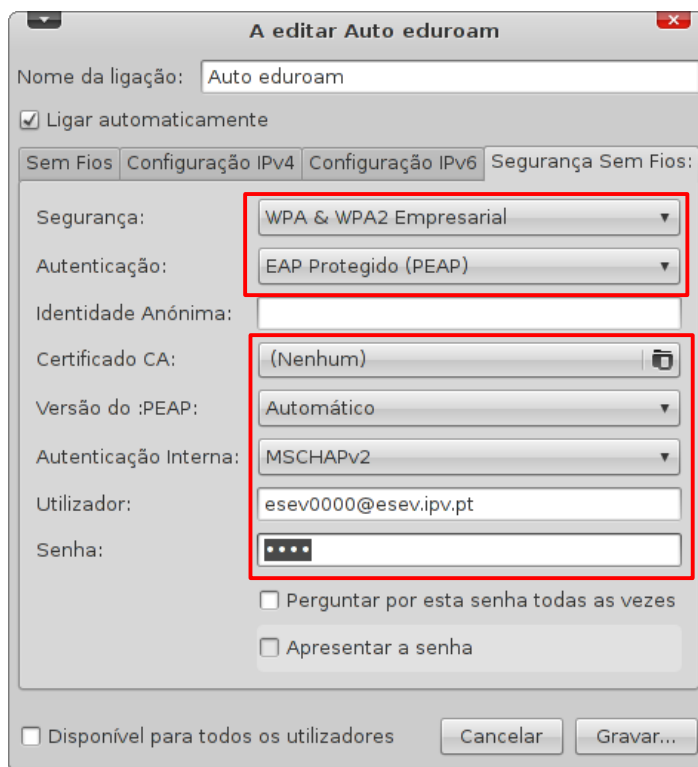 A editar Auto eduroam
Nome da ligação: Auto eduroam
Ligar automaticamente
Sem Fios Configuração IPv4 Configuração IPv6 Segurança Sem Fios:
Segurança: WPA & WPA2 Empresarial
Autenticação: EAP Protegido (PEAP)
Identidade Anónima:
Certificado CA: (Nenhum)
Versão do :PEAP: Automático
Autenticação Interna: MSCHAPv2
Utilizador: esev0000@esev.ipv.pt
Senha: ••••
Perguntar por esta senha todas as vezes
Apresentar a senha
Disponível para todos os utilizadores Cancelar Gravar...